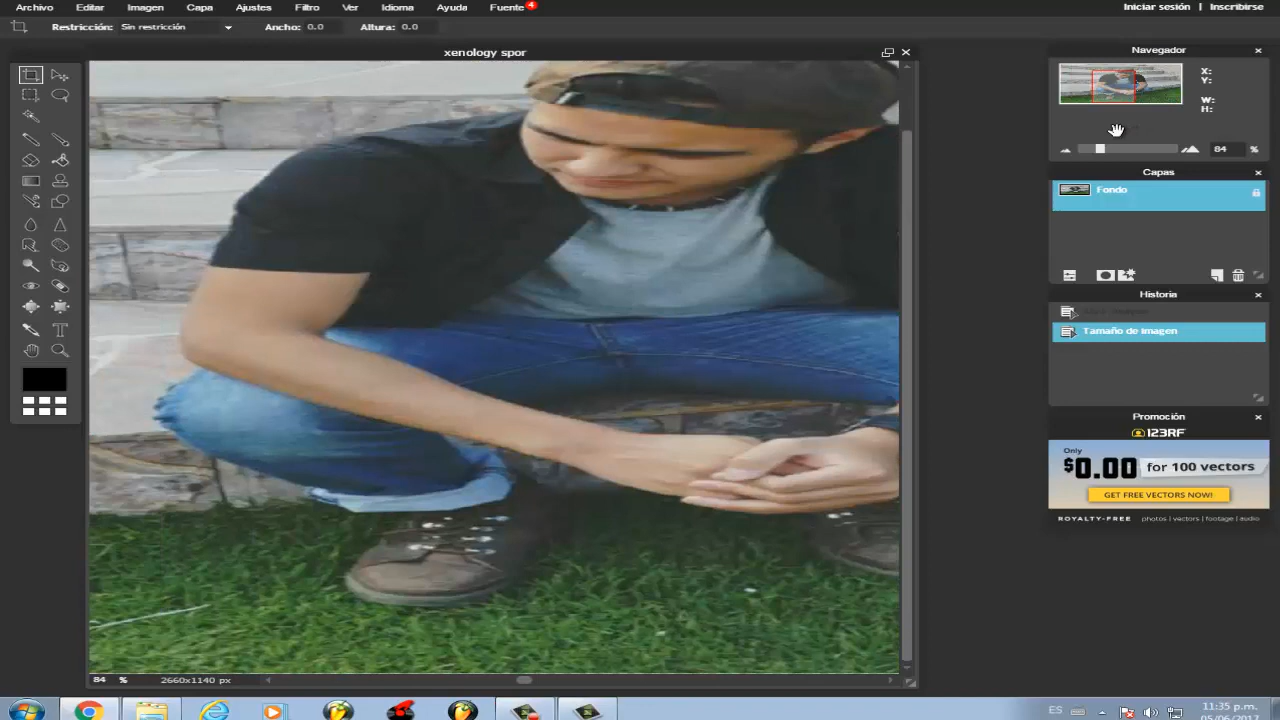 Archivo Editar Imagen Capa Ajustes Filtro Ver Idioma Ayuda Fuente 4 Iniciar sesión | Inscribirse
Restricción: Sin restricción Ancho: 0.0 Altura: 0.0
xenology spor
Navegador
X:
Y:
W:
H:
84 %
Capas
Fondo
Historia
Tamaño de imagen
Promoción
123RF
Only
$0.00 for 100 vectors
GET FREE VECTORS NOW!
ROYALTY-FREE photos | vectors | footage | audio
84 % 2660x1140 px
ES
11:35 p.m.
05/06/2017